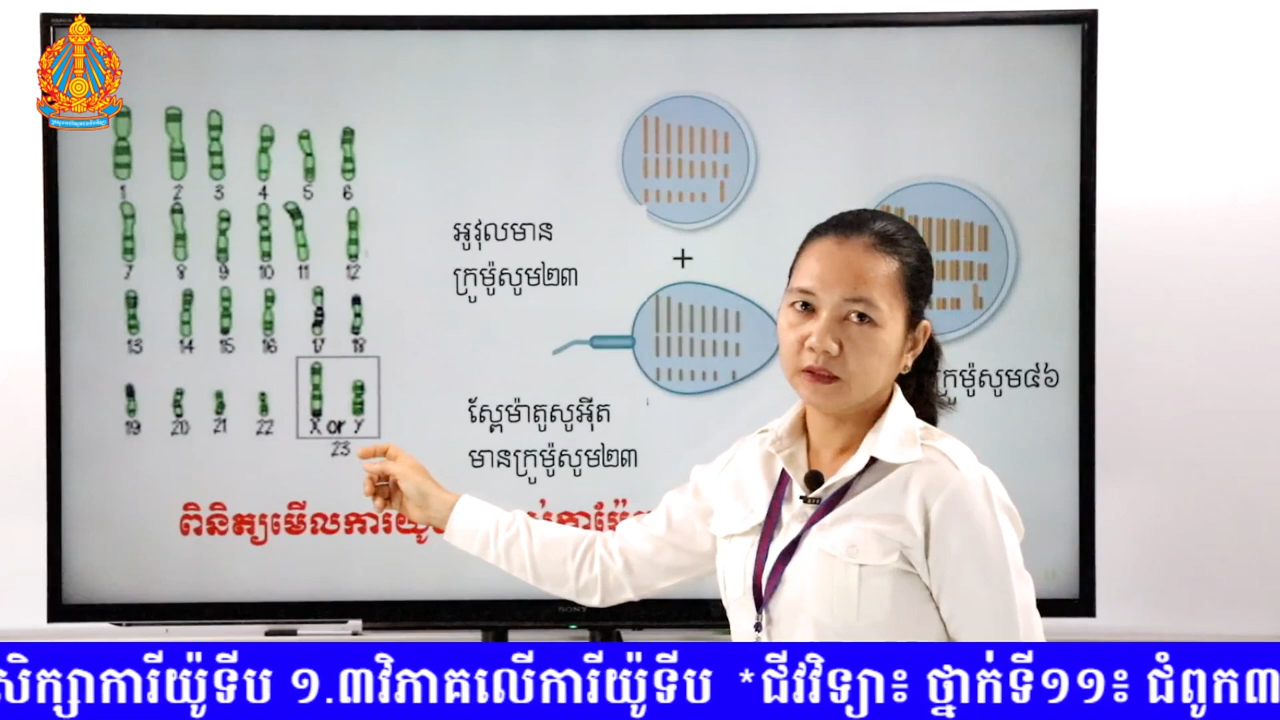 1 2 3 4 5 6
7 8 9 10 11 12
13 14 15 16 17 18
19 20 21 22 X or Y
23
អូវុលមាន
ក្រូម៉ូសូម២៣
+
ស្ពែម៉ាតូសូអ៊ីត
មានក្រូម៉ូសូម២៣
ក្រូម៉ូសូម៤៦
ពិនិត្យមើលការីយ៉ូ
SONY
សិក្សាការីយ៉ូទីប ១.៣វិភាគលើការីយ៉ូទីប *ជីវវិទ្យា៖ ថ្នាក់ទី១១៖ ជំពូក៣